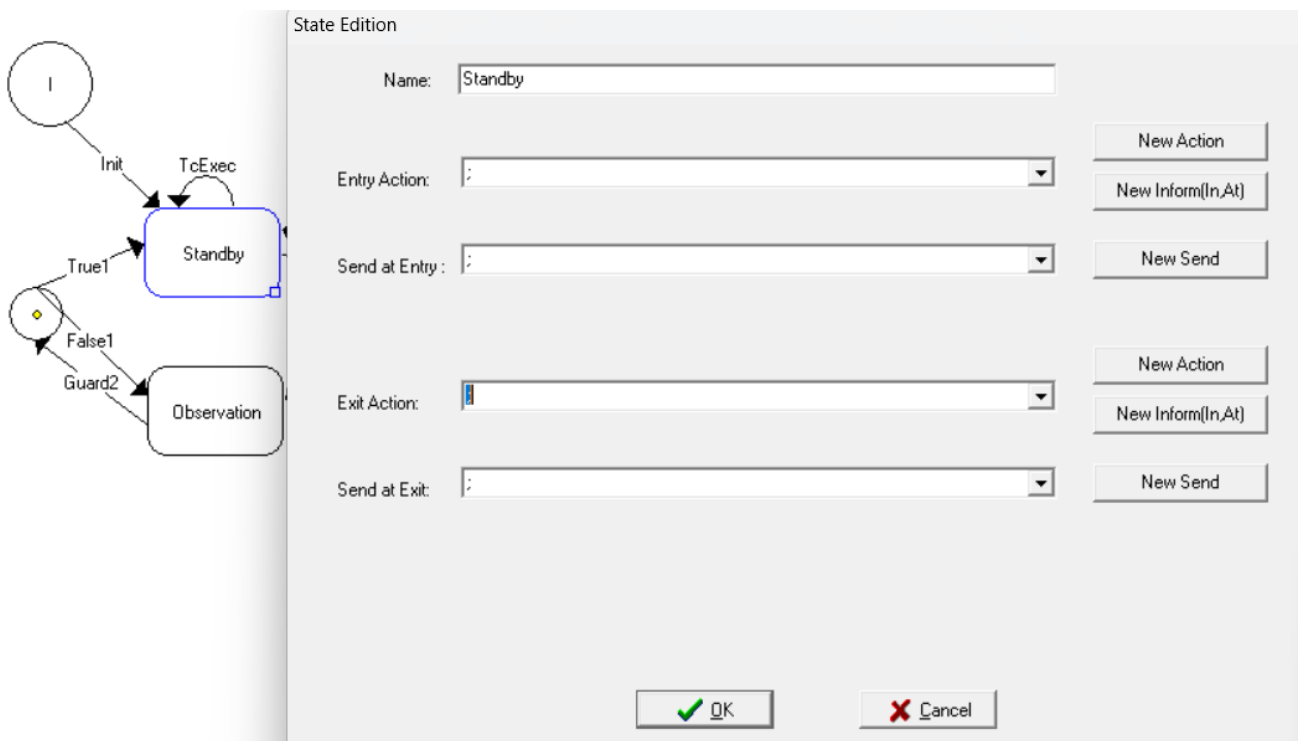 State Edition
Name:
Standby
New Action
Entry Action:
;
New Inform(In,At)
Send at Entry :
;
New Send
New Action
Exit Action:
;
New Inform(In,At)
Send at Exit:
;
New Send
OK
Cancel
I
Init
TcExec
Standby
True1
False1
Guard2
Observation